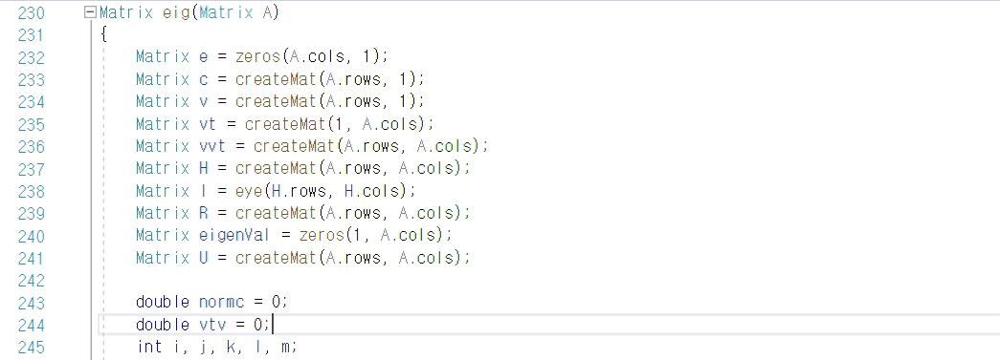 230 Matrix eig(Matrix A)
231 {
232 Matrix e = zeros(A.cols, 1);
233 Matrix c = createMat(A.rows, 1);
234 Matrix v = createMat(A.rows, 1);
235 Matrix vt = createMat(1, A.cols);
236 Matrix vvt = createMat(A.rows, A.cols);
237 Matrix H = createMat(A.rows, A.cols);
238 Matrix I = eye(H.rows, H.cols);
239 Matrix R = createMat(A.rows, A.cols);
240 Matrix eigenVal = zeros(1, A.cols);
241 Matrix U = createMat(A.rows, A.cols);
242
243 double normc = 0;
244 double vtv = 0;
245 int i, j, k, l, m;